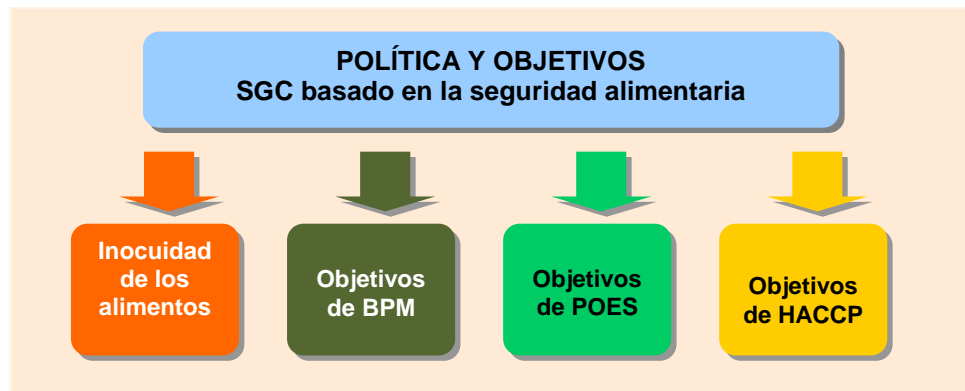 POLÍTICA Y OBJETIVOS
SGC basado en la seguridad alimentaria
Inocuidad
de los
alimentos
Objetivos
de BPM
Objetivos
de POES
Objetivos
de HACCP